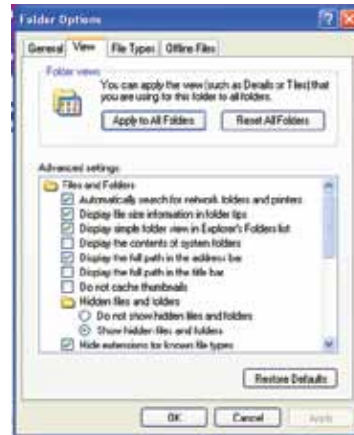 Folder Options
General View File Types Offline Files
Folder views
You can apply the view (such as Details or Tiles) that
you are using for this folder to all folders.
Apply to All Folders Reset All Folders
Advanced settings:
Files and Folders
Automatically search for network folders and printers
Display file size information in folder tips
Display simple folder view in Explorer's Folders list
Display the contents of system folders
Display the full path in the address bar
Display the full path in the title bar
Do not cache thumbnails
Hidden files and folders
Do not show hidden files and folders
Show hidden files and folders
Hide extensions for known file types
Restore Defaults
OK Cancel Apply